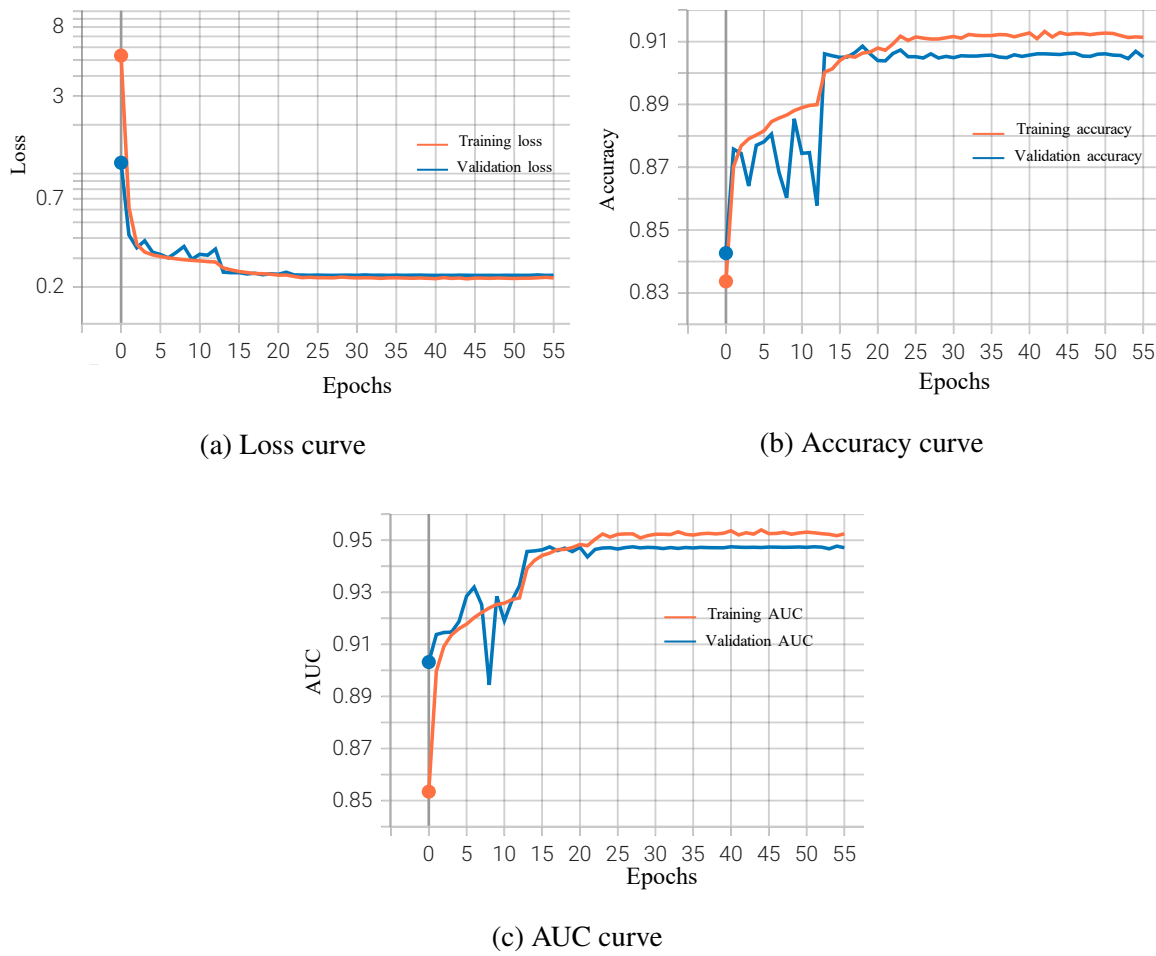 8
3
0.7
0.2
Loss
Training loss
Validation loss
0 5 10 15 20 25 30 35 40 45 50 55
Epochs
(a) Loss curve
0.91
0.89
0.87
0.85
0.83
Accuracy
Training accuracy
Validation accuracy
0 5 10 15 20 25 30 35 40 45 50 55
Epochs
(b) Accuracy curve
0.95
0.93
0.91
0.89
0.87
0.85
AUC
Training AUC
Validation AUC
0 5 10 15 20 25 30 35 40 45 50 55
Epochs
(c) AUC curve